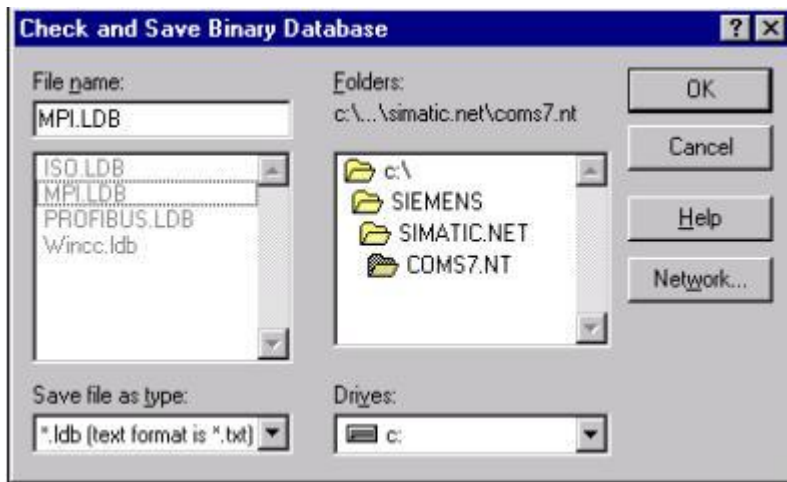 Check and Save Binary Database
File name:
MPI.LDB
ISO.LDB
MPI.LDB
PROFIBUS.LDB
Wincc.ldb
Save file as type:
*.ldb (text format is *.txt)
Folders:
c:\...\simatic.net\coms7.nt
c:\
SIEMENS
SIMATIC.NET
COMS7.NT
Drives:
c:
OK
Cancel
Help
Network...